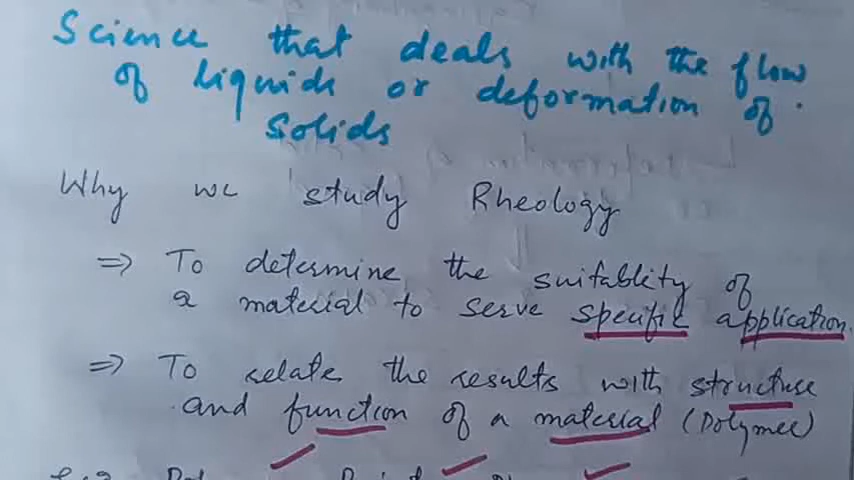 Science that deals with the flow
of liquids or deformation of.
Solids
Why we study Rheology
⇒ To determine the suitablity of
a material to serve specific application.
⇒ To relate the results with structure
and function of a material (Polymer)